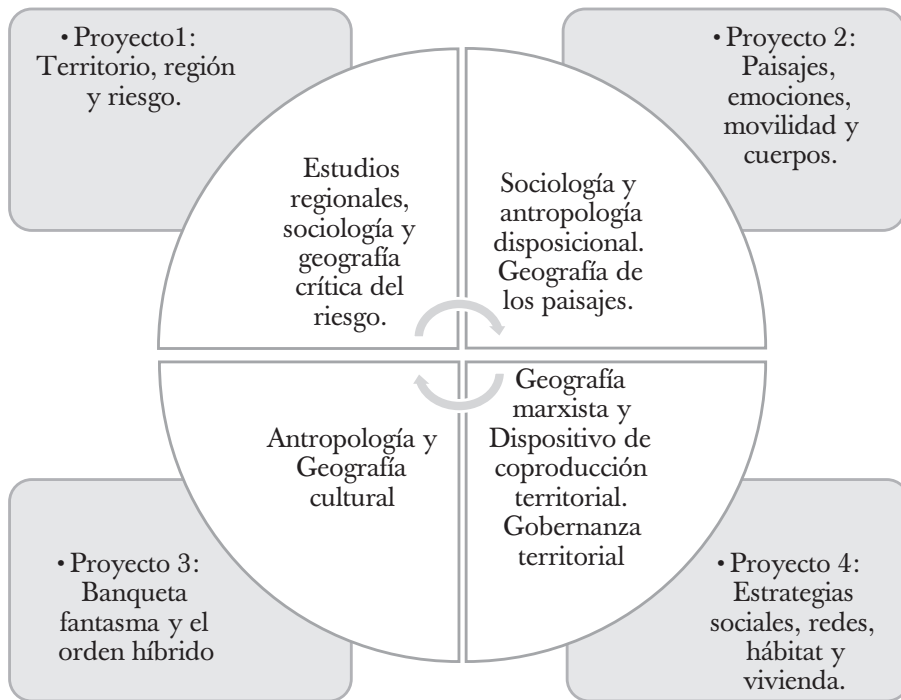 • Proyecto1:
Territorio, región
y riesgo.
• Proyecto 2:
Paisajes,
emociones,
movilidad y
cuerpos.
Estudios
regionales,
sociología y
geografía
crítica del
riesgo.
Sociología y
antropología
disposicional.
Geografía de
los paisajes.
Antropología y
Geografía
cultural
Geografía
marxista y
Dispositivo de
coproducción
territorial.
Gobernanza
territorial
• Proyecto 3:
Banqueta
fantasma y el
orden híbrido
• Proyecto 4:
Estrategias
sociales, redes,
hábitat y
vivienda.